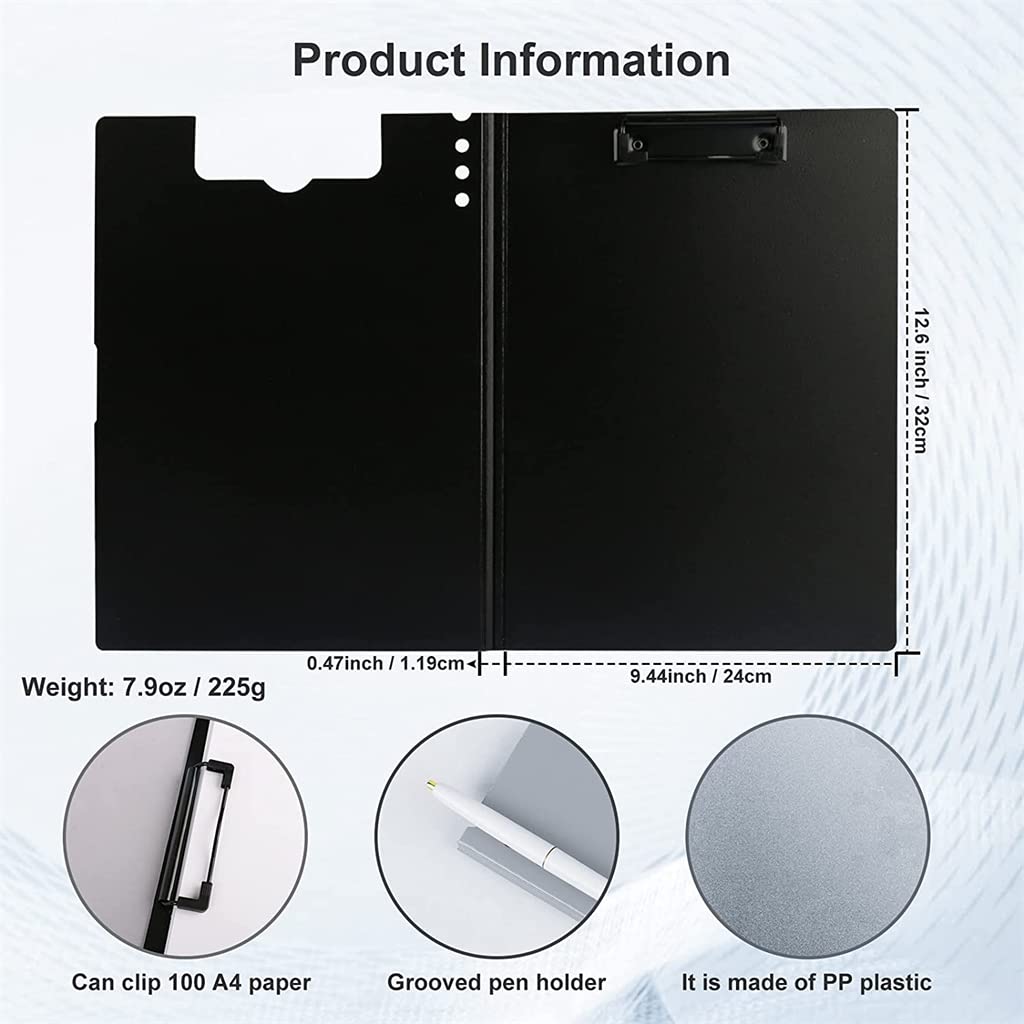 Product Information
12.6 inch / 32cm
0.47inch / 1.19cm
9.44inch / 24cm
Weight: 7.9oz / 225g
Can clip 100 A4 paper
Grooved pen holder
It is made of PP plastic